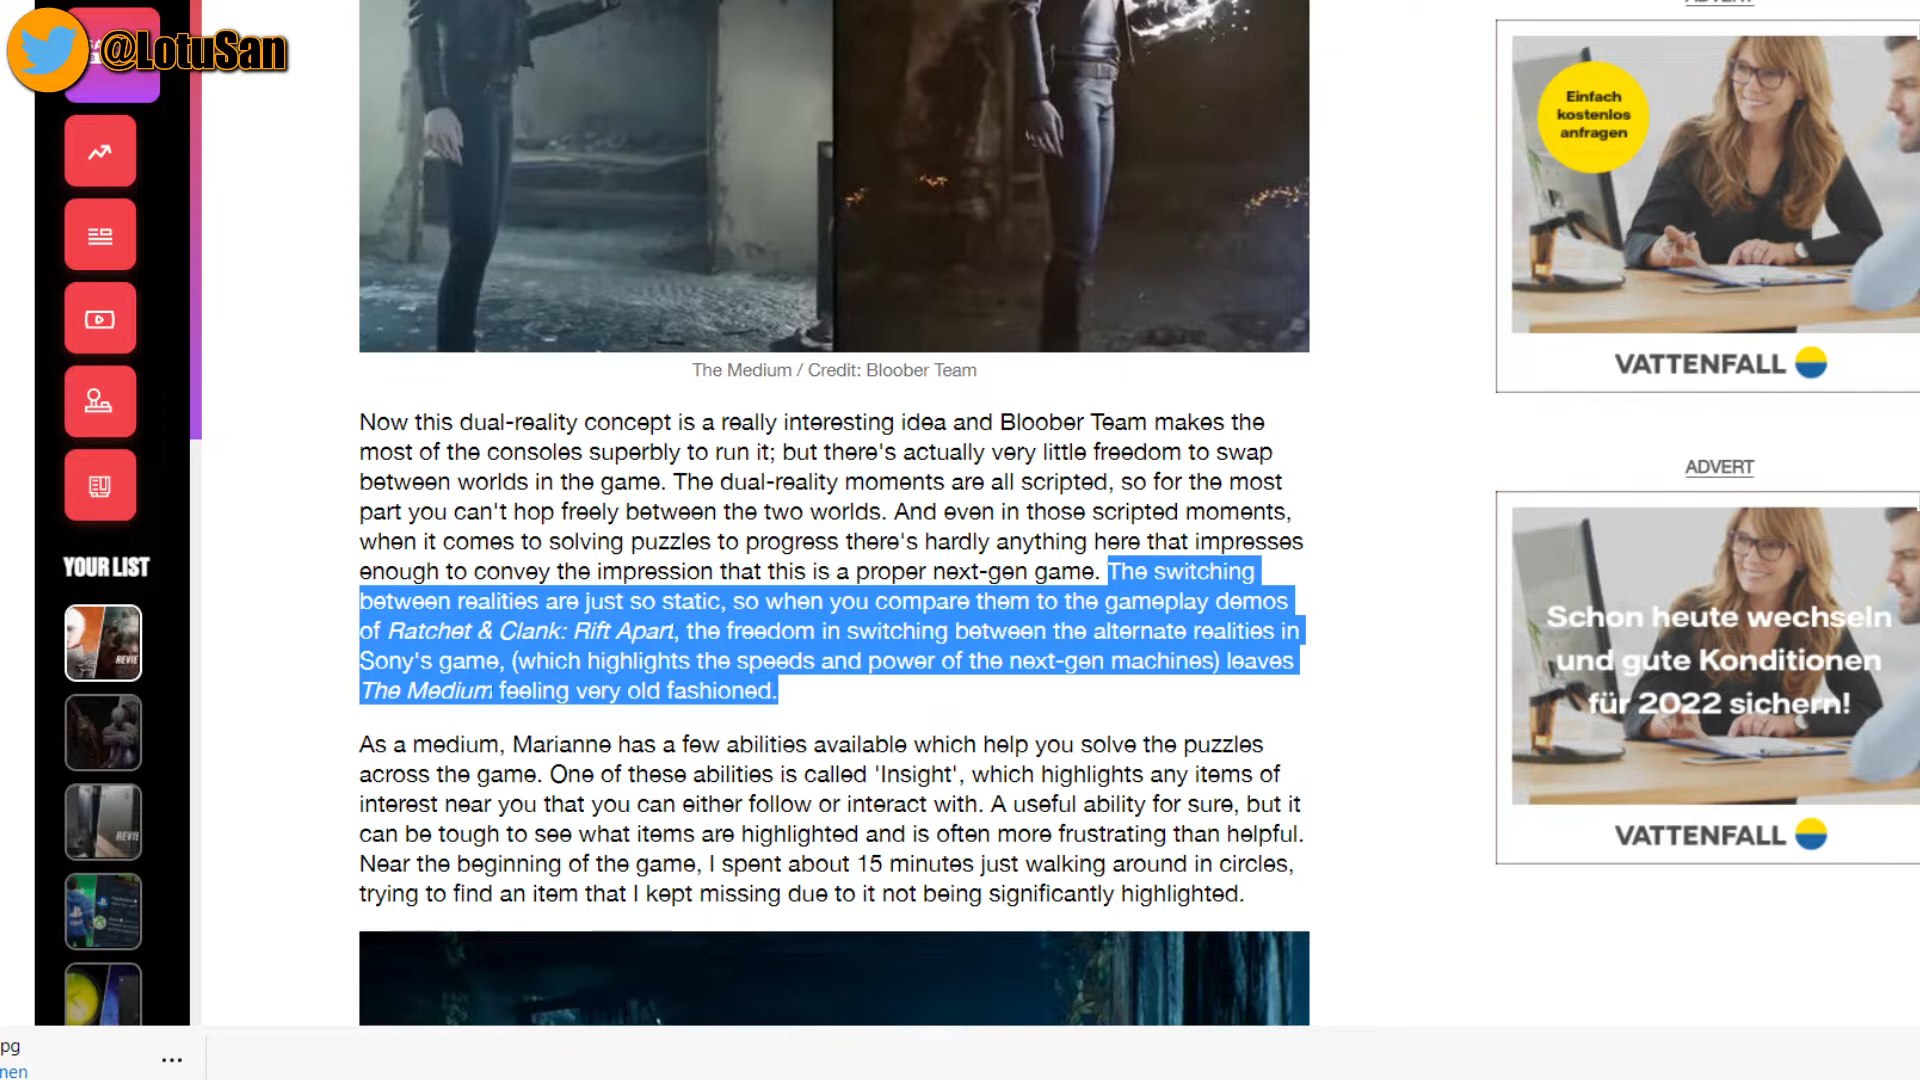 @LotuSan
YOUR LIST
REVIE
REVIE
pg
nen
...
The Medium / Credit: Bloober Team
Now this dual-reality concept is a really interesting idea and Bloober Team makes the
most of the consoles superbly to run it; but there's actually very little freedom to swap
between worlds in the game. The dual-reality moments are all scripted, so for the most
part you can't hop freely between the two worlds. And even in those scripted moments,
when it comes to solving puzzles to progress there's hardly anything here that impresses
enough to convey the impression that this is a proper next-gen game. The switching
between realities are just so static, so when you compare them to the gameplay demos
of Ratchet & Clank: Rift Apart, the freedom in switching between the alternate realities in
Sony's game, (which highlights the speeds and power of the next-gen machines) leaves
The Medium feeling very old fashioned.
As a medium, Marianne has a few abilities available which help you solve the puzzles
across the game. One of these abilities is called 'Insight', which highlights any items of
interest near you that you can either follow or interact with. A useful ability for sure, but it
can be tough to see what items are highlighted and is often more frustrating than helpful.
Near the beginning of the game, I spent about 15 minutes just walking around in circles,
trying to find an item that I kept missing due to it not being significantly highlighted.
ADVERT
Einfach
kostenlos
anfragen
VATTENFALL
ADVERT
Schon heute wechseln
und gute Konditionen
für 2022 sichern!
VATTENFALL